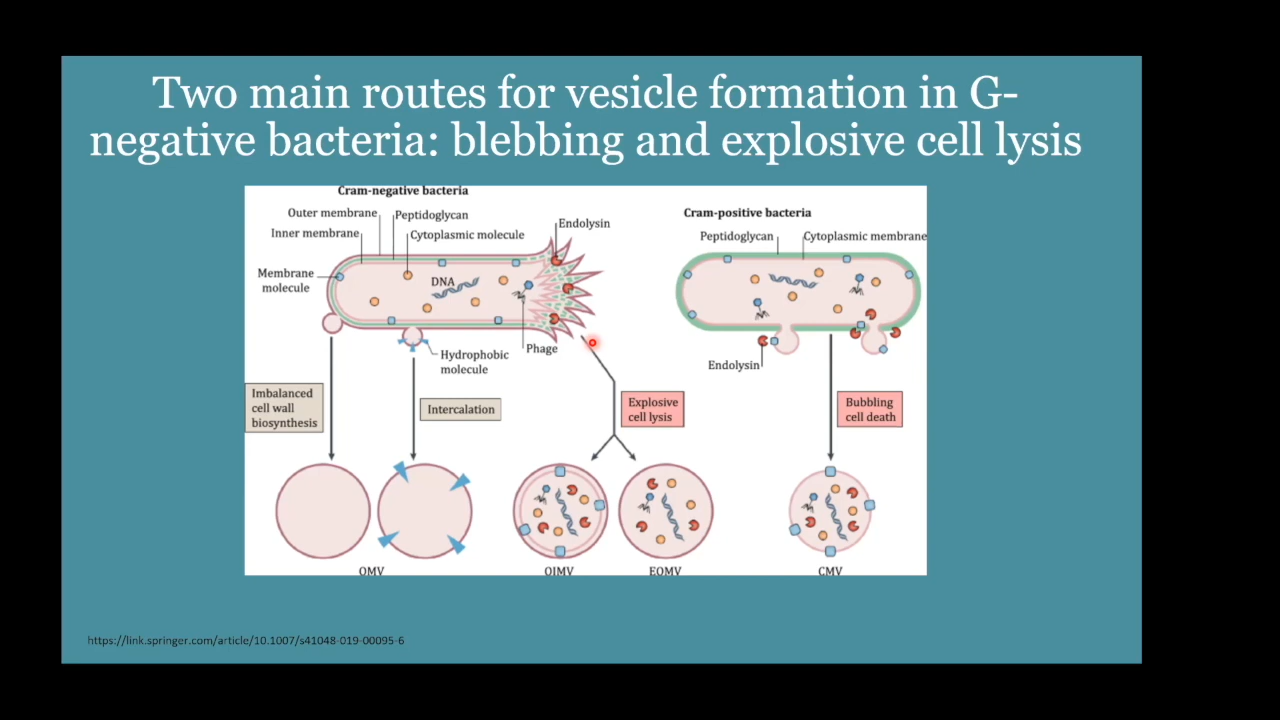 Two main routes for vesicle formation in G-
negative bacteria: blebbing and explosive cell lysis
Cram-negative bacteria
Outer membrane
Peptidoglycan
Inner membrane
Cytoplasmic molecule
Endolysin
Membrane
molecule
DNA
Phage
Hydrophobic
molecule
Imbalanced
cell wall
biosynthesis
Intercalation
Explosive
cell lysis
OMV
OIMV
EOMV
Cram-positive bacteria
Peptidoglycan
Cytoplasmic membrane
Endolysin
Bubbling
cell death
CMV
https://link.springer.com/article/10.1007/s41048-019-00095-6